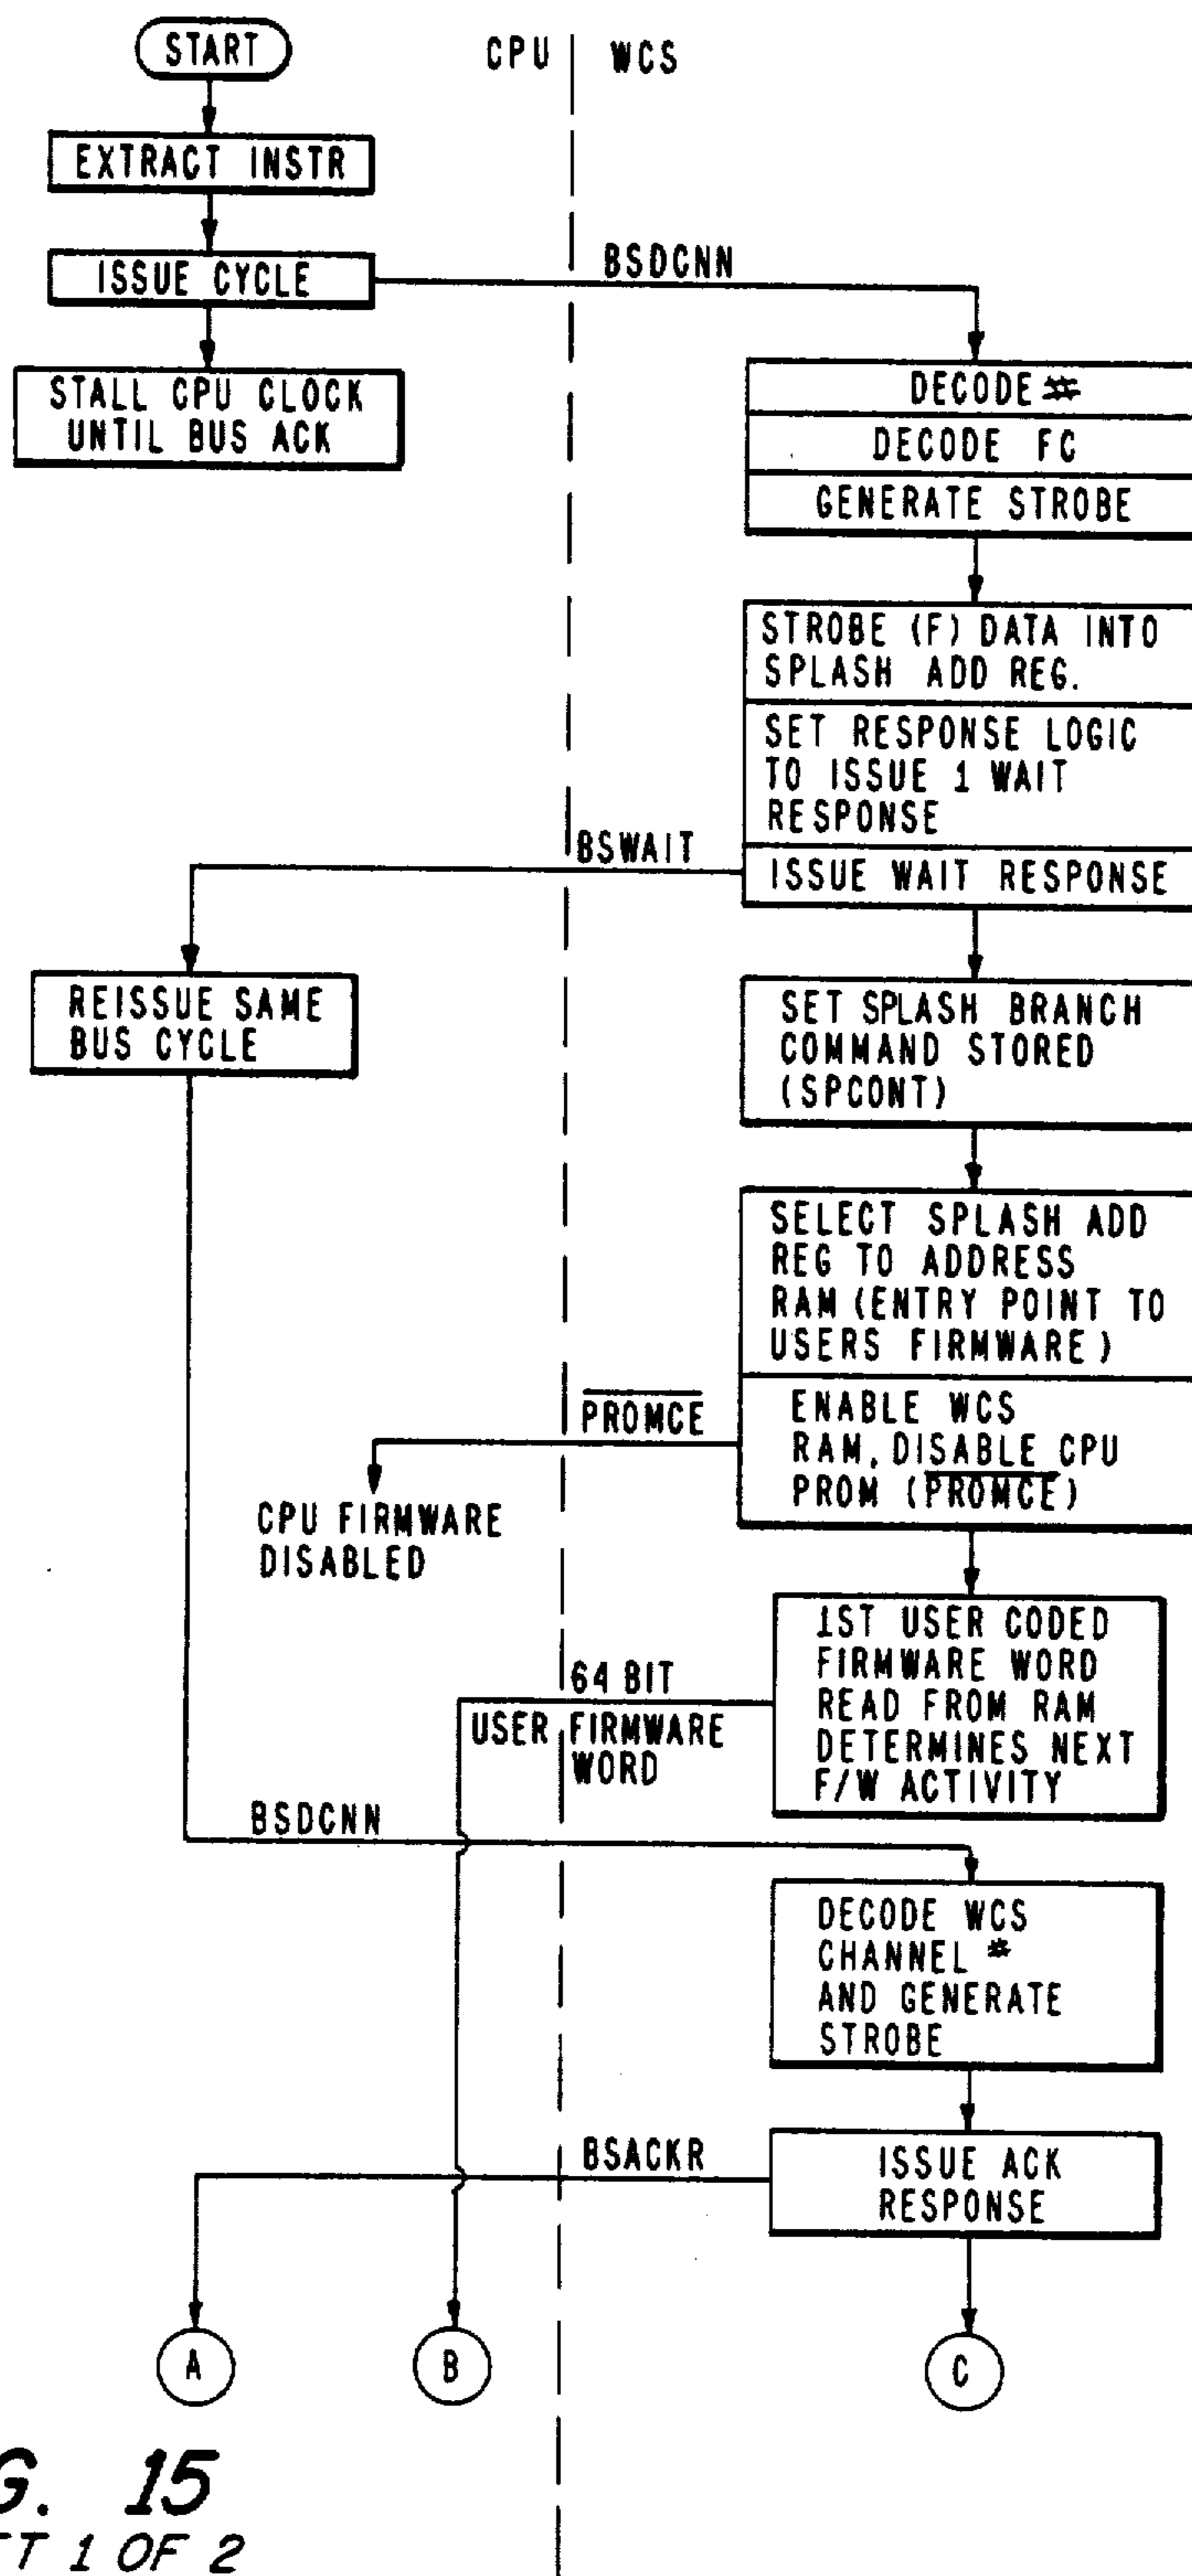 START
CPU WCS
EXTRACT INSTR
ISSUE CYCLE
BSDCNN
STALL CPU CLOCK
UNTIL BUS ACK
DECODE #
DECODE FC
GENERATE STROBE
STROBE (F) DATA INTO
SPLASH ADD REG.
SET RESPONSE LOGIC
TO ISSUE 1 WAIT
RESPONSE
BSWAIT
ISSUE WAIT RESPONSE
REISSUE SAME
BUS CYCLE
SET SPLASH BRANCH
COMMAND STORED
(SPCONT)
SELECT SPLASH ADD
REG TO ADDRESS
RAM (ENTRY POINT TO
USERS FIRMWARE)
PROMCE
ENABLE WCS
RAM, DISABLE CPU
PROM (PROMCE)
CPU FIRMWARE
DISABLED
1ST USER CODED
FIRMWARE WORD
READ FROM RAM
DETERMINES NEXT
F/W ACTIVITY
64 BIT
USER FIRMWARE
WORD
BSDCNN
DECODE WCS
CHANNEL #
AND GENERATE
STROBE
BSACKR
ISSUE ACK
RESPONSE
A
B
C
G. 15
ET 1 OF 2